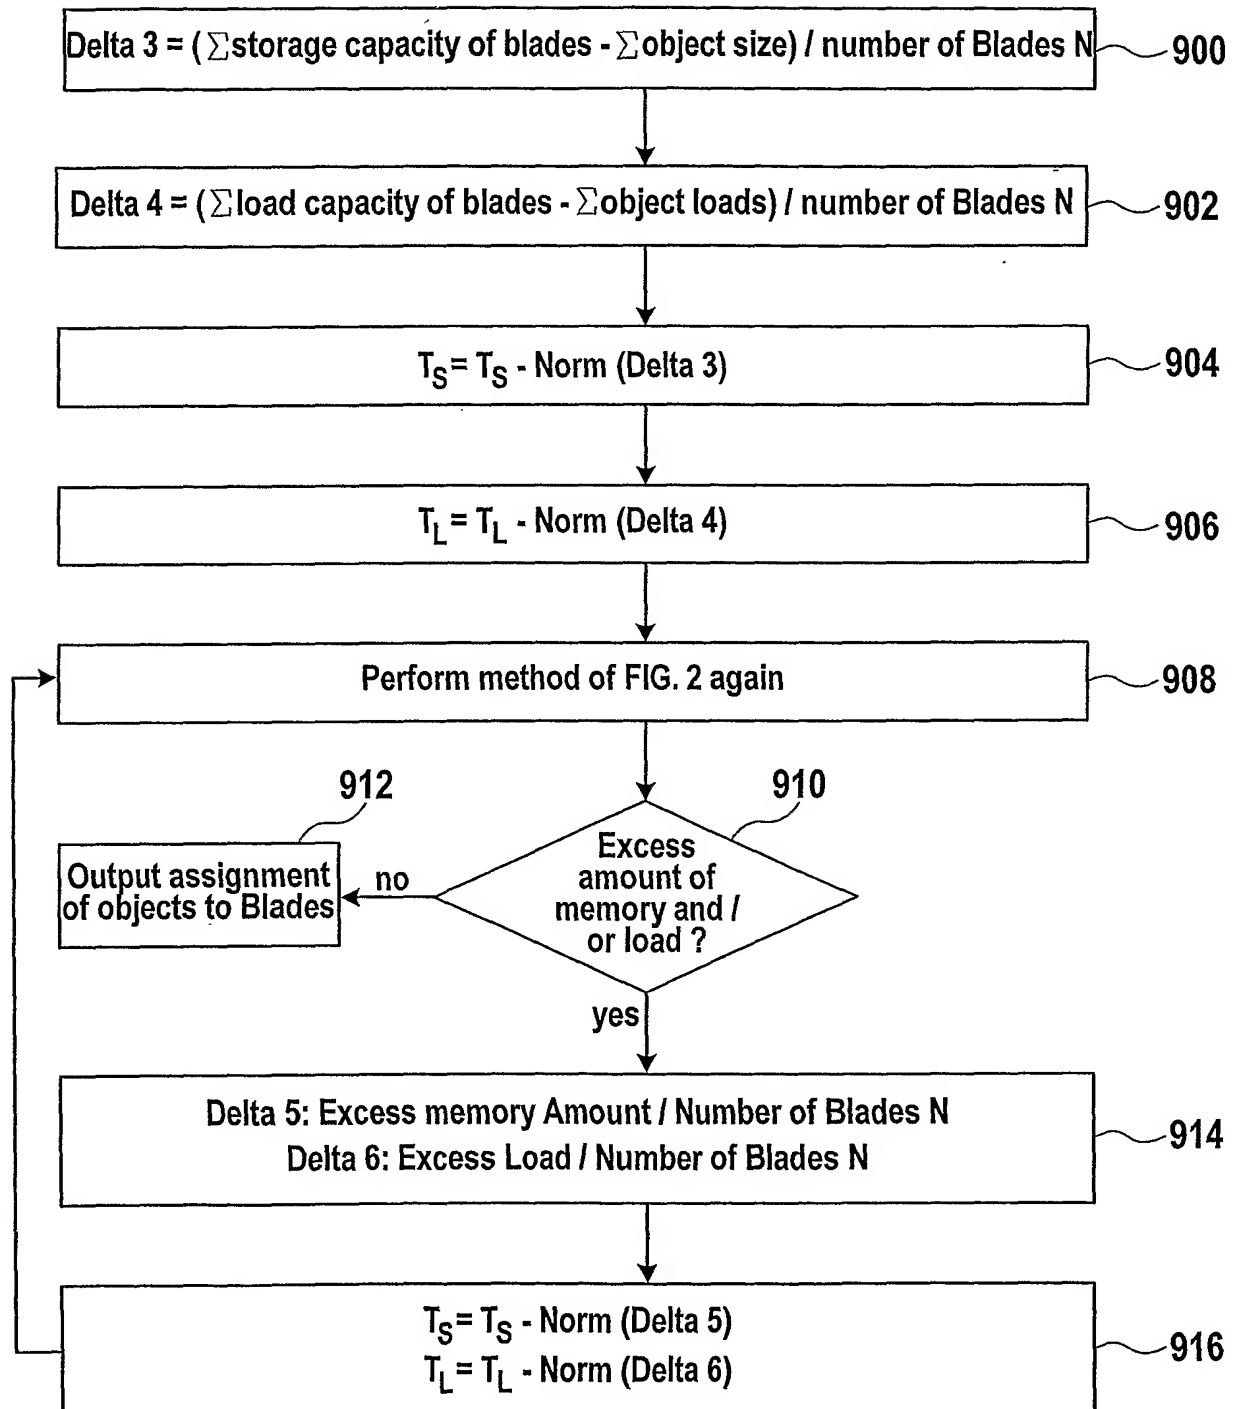 Delta 3 = (∑storage capacity of blades - ∑object size) / number of Blades N
900
Delta 4 = (∑load capacity of blades - ∑object loads) / number of Blades N
902
TS = TS - Norm (Delta 3)
904
TL = TL - Norm (Delta 4)
906
Perform method of FIG. 2 again
908
912
910
Excess
amount of
memory and /
or load ?
Output assignment
of objects to Blades
no
yes
Delta 5: Excess memory Amount / Number of Blades N
Delta 6: Excess Load / Number of Blades N
914
TS = TS - Norm (Delta 5)
TL = TL - Norm (Delta 6)
916